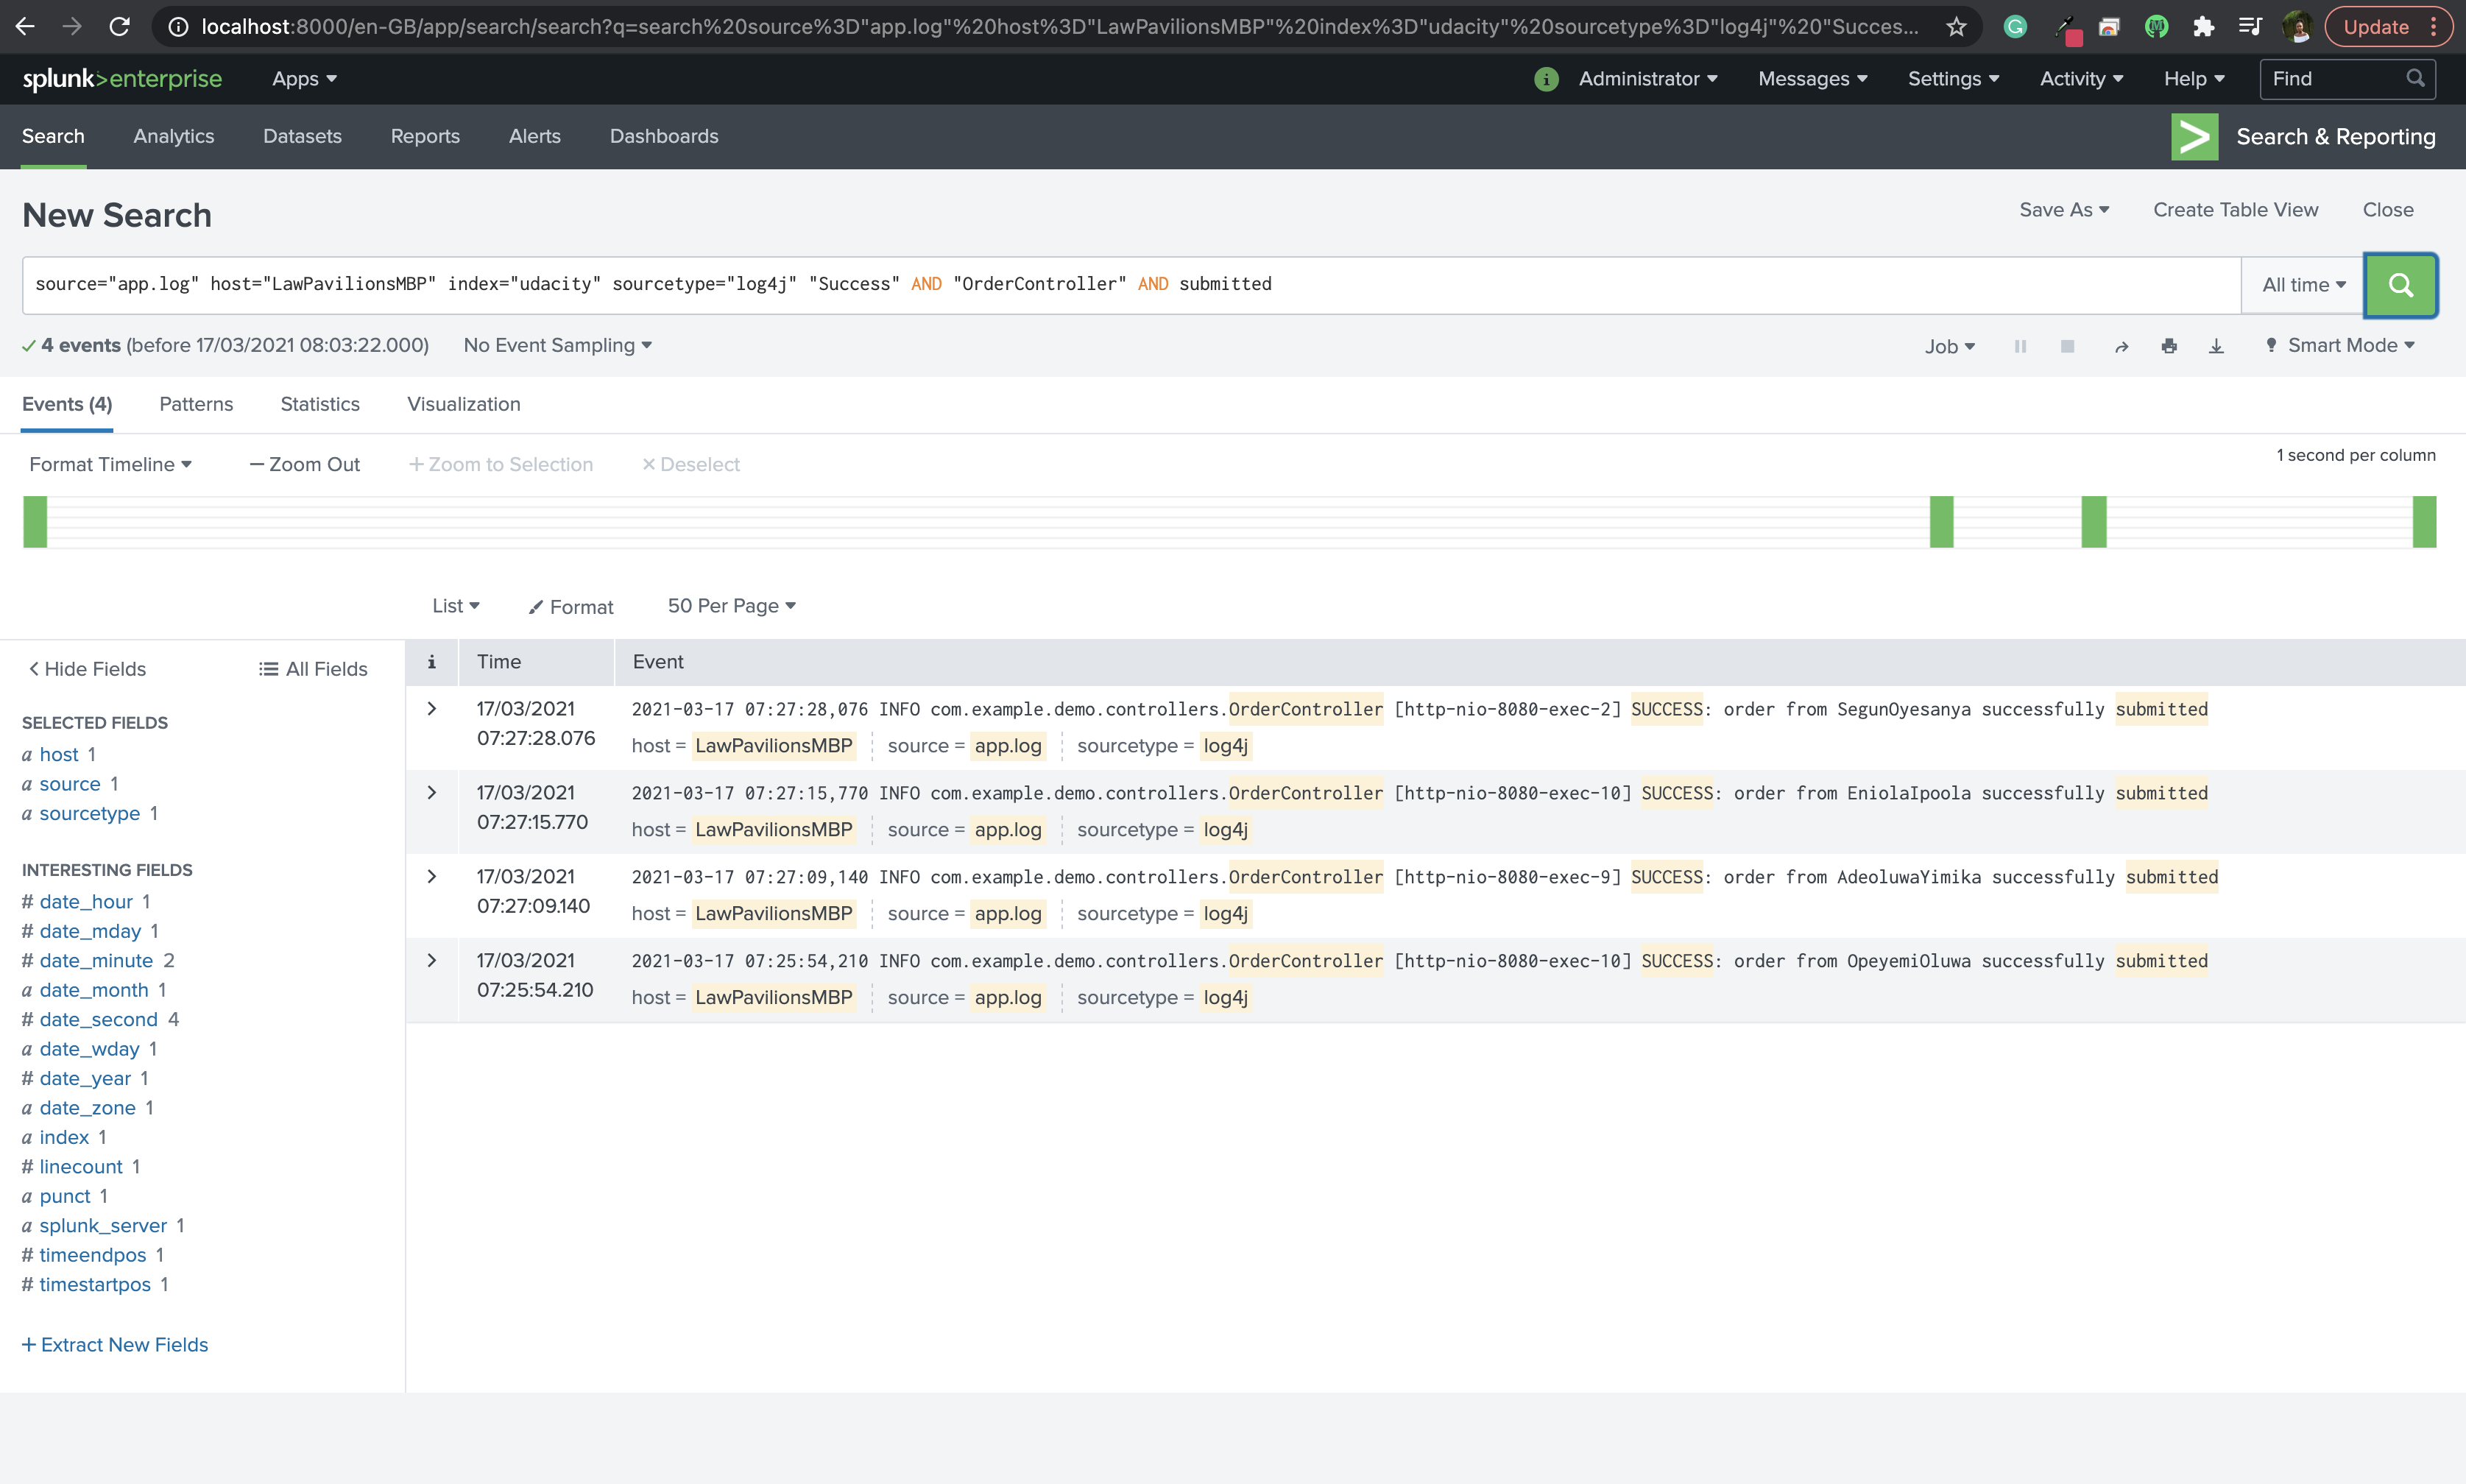 localhost:8000/en-GB/app/search/search?q=search%20source%3D"app.log"%20host%3D"LawPavilionsMBP"%20index%3D"udacity"%20sourcetype%3D"log4j"%20"Succes...
Update
splunk>enterprise Apps
Administrator Messages Settings Activity Help Find
Search Analytics Datasets Reports Alerts Dashboards
Search & Reporting
New Search
Save As Create Table View Close
source="app.log" host="LawPavilionsMBP" index="udacity" sourcetype="log4j" "Success" AND "OrderController" AND submitted
All time
4 events (before 17/03/2021 08:03:22.000) No Event Sampling
Job Smart Mode
Events (4) Patterns Statistics Visualization
Format Timeline — Zoom Out + Zoom to Selection × Deselect
1 second per column
List Format 50 Per Page
Hide Fields All Fields
SELECTED FIELDS
a host 1
a source 1
a sourcetype 1
INTERESTING FIELDS
# date_hour 1
# date_mday 1
# date_minute 2
a date_month 1
# date_second 4
a date_wday 1
# date_year 1
a date_zone 1
a index 1
# linecount 1
a punct 1
a splunk_server 1
# timeendpos 1
# timestartpos 1
+ Extract New Fields
i Time Event
17/03/2021
07:27:28.076
2021-03-17 07:27:28,076 INFO com.example.demo.controllers.OrderController [http-nio-8080-exec-2] SUCCESS: order from SegunOyesanya successfully submitted
host = LawPavilionsMBP source = app.log sourcetype = log4j
17/03/2021
07:27:15.770
2021-03-17 07:27:15,770 INFO com.example.demo.controllers.OrderController [http-nio-8080-exec-10] SUCCESS: order from EniolaIpoola successfully submitted
host = LawPavilionsMBP source = app.log sourcetype = log4j
17/03/2021
07:27:09.140
2021-03-17 07:27:09,140 INFO com.example.demo.controllers.OrderController [http-nio-8080-exec-9] SUCCESS: order from AdeoluwaYimika successfully submitted
host = LawPavilionsMBP source = app.log sourcetype = log4j
17/03/2021
07:25:54.210
2021-03-17 07:25:54,210 INFO com.example.demo.controllers.OrderController [http-nio-8080-exec-10] SUCCESS: order from OpeyemiOluwa successfully submitted
host = LawPavilionsMBP source = app.log sourcetype = log4j